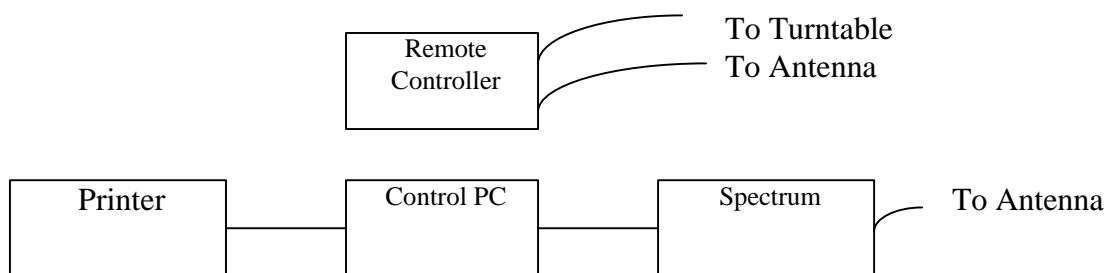 To Turntable
Remote
Controller
To Antenna
Printer
Control PC
Spectrum
To Antenna